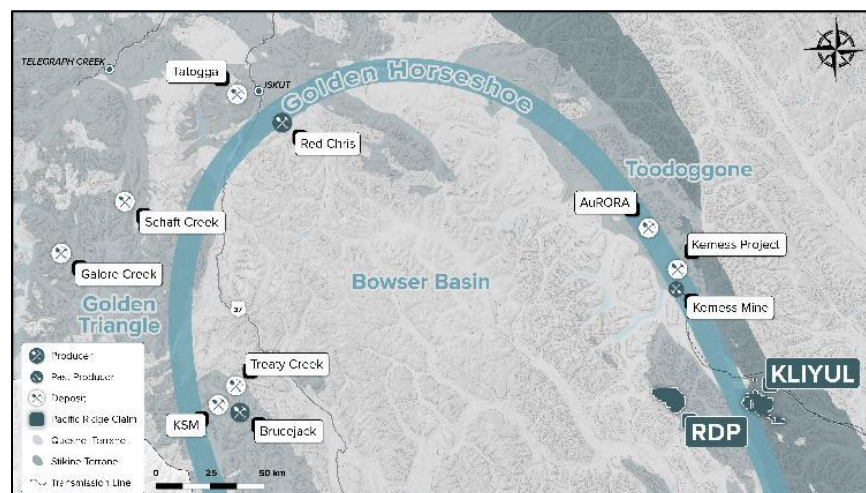 TELEGRAPH CREEK
Tatogga
ISKUT
Golden Horseshoe
Red Chris
Toodoggone
AuRORA
Schaft Creek
Kemess Project
Galore Creek
Bowser Basin
Kemess Mine
Golden
Triangle
37
Treaty Creek
KLIYUL
KSM
Brucejack
RDP
Producer
Past Producer
Deposit
Pacific Ridge Claim
Stikine Terrane
Transmission Line
0 25 50 km